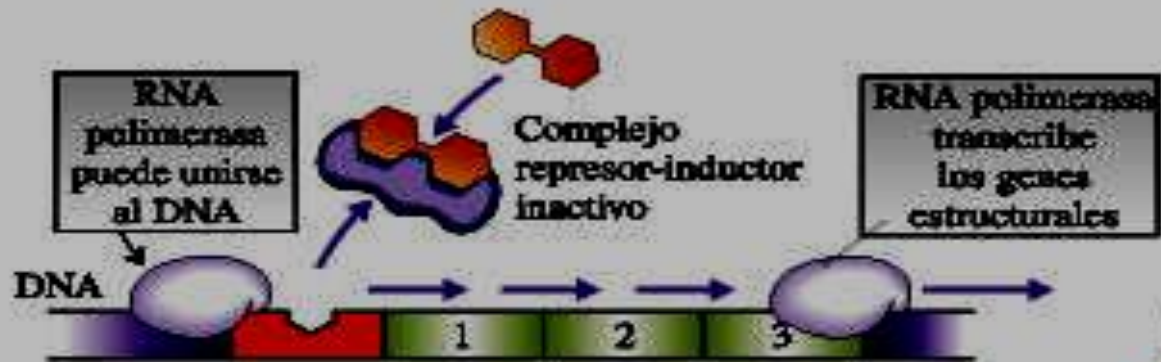 RNA
polimerasa
puede unirse
al DNA
Complejo
represor-inductor
inactivo
RNA polimerasa
transcribe
los genes
estructurales
DNA
1
2
3